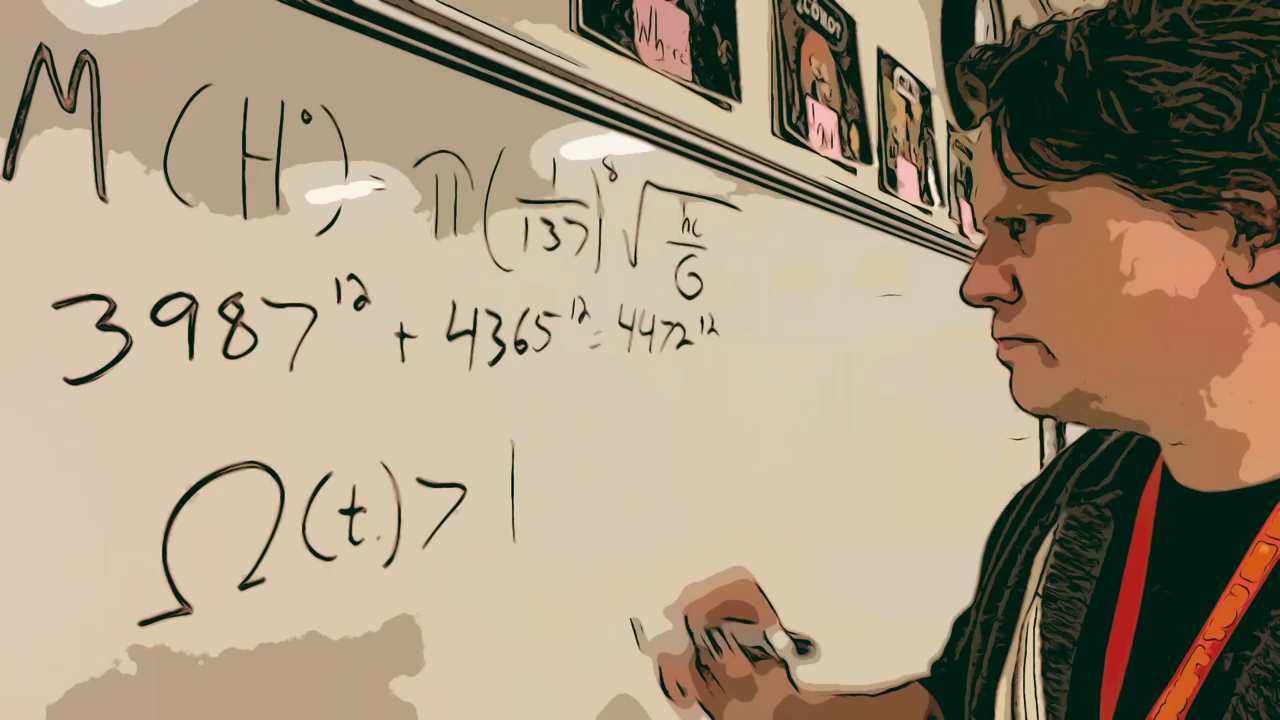 M (H°) = π (1/137)⁸ √(hc/G)
3987¹² + 4365¹² = 4472¹²
Ω(t.) > 1